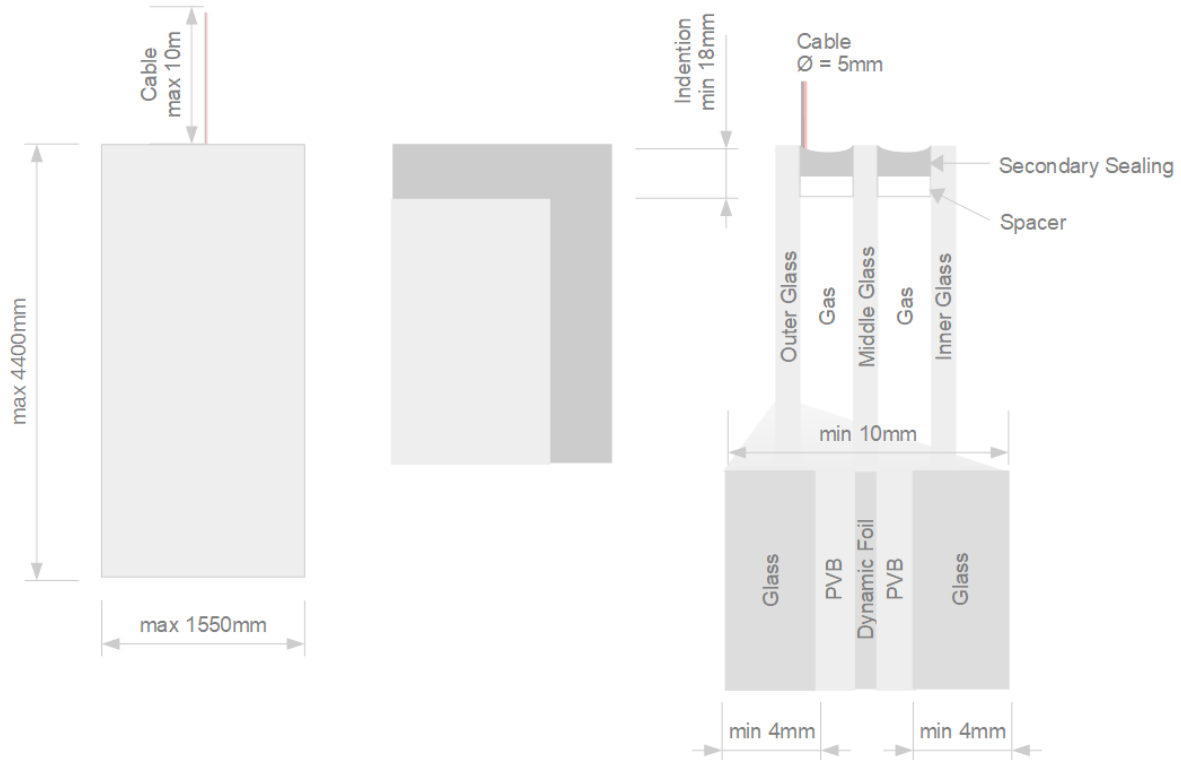 Cable
max 10m
max 4400mm
max 1550mm
Indention
min 18mm
Cable
Ø = 5mm
Secondary Sealing
Spacer
Outer Glass
Gas
Middle Glass
Gas
Inner Glass
min 10mm
Glass
PVB
Dynamic Foil
PVB
Glass
min 4mm
min 4mm